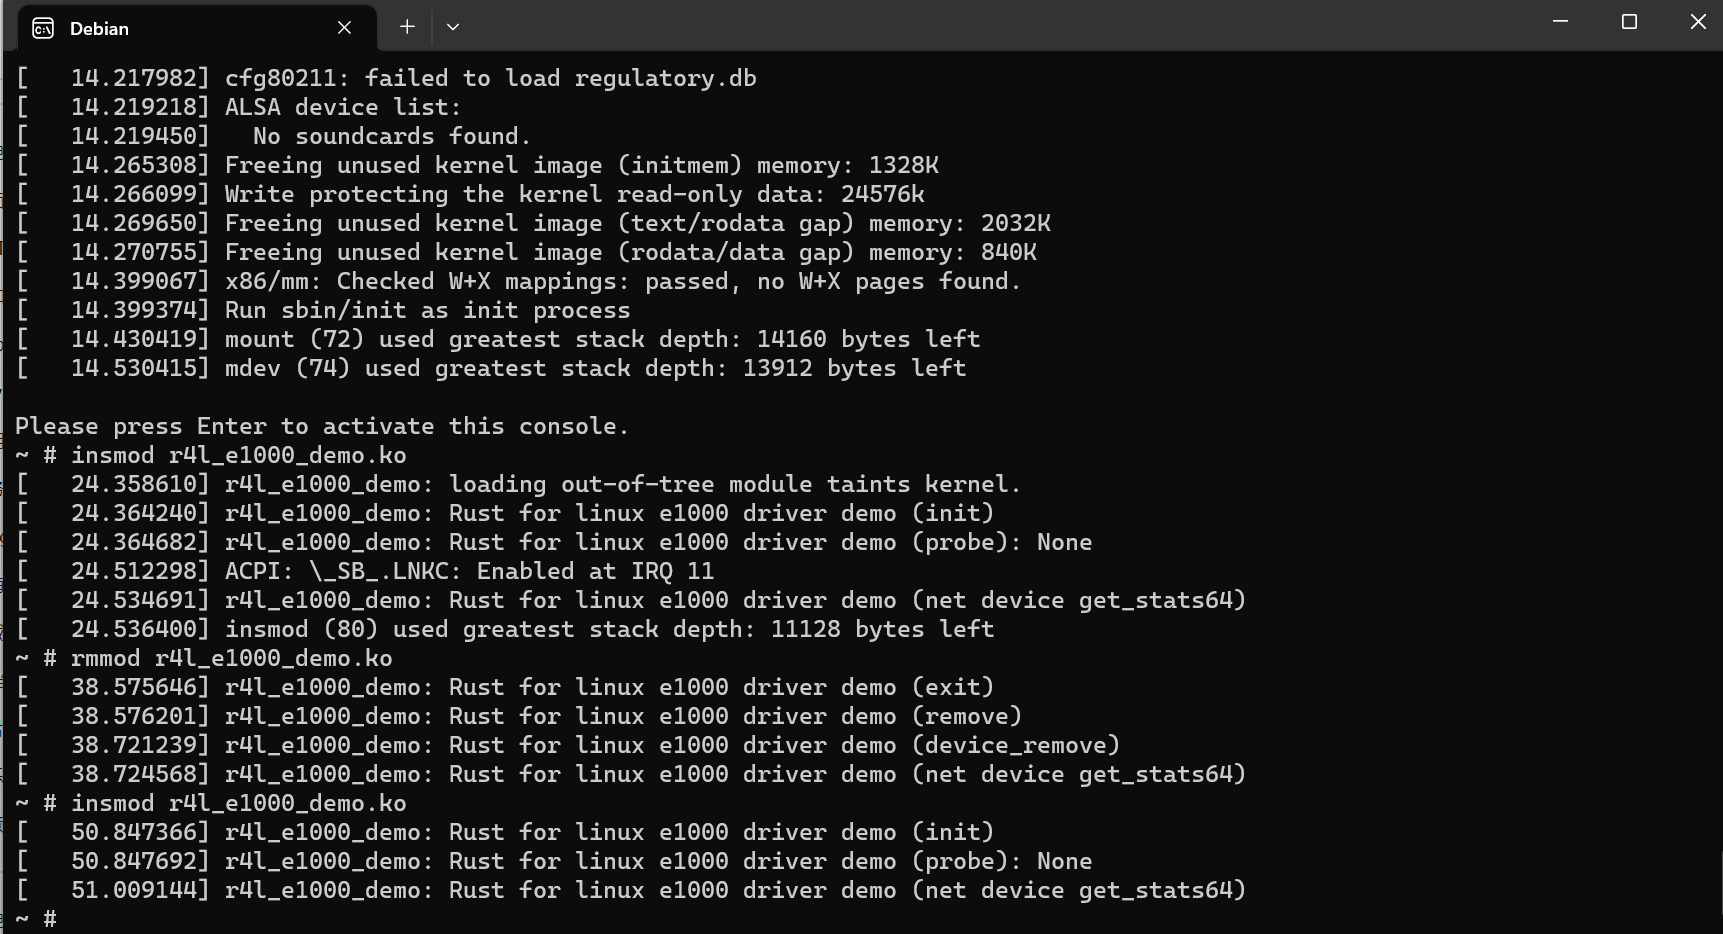 Debian
[   14.217982] cfg80211: failed to load regulatory.db
[   14.219218] ALSA device list:
[   14.219450]   No soundcards found.
[   14.265308] Freeing unused kernel image (initmem) memory: 1328K
[   14.266099] Write protecting the kernel read-only data: 24576k
[   14.269650] Freeing unused kernel image (text/rodata gap) memory: 2032K
[   14.270755] Freeing unused kernel image (rodata/data gap) memory: 840K
[   14.399067] x86/mm: Checked W+X mappings: passed, no W+X pages found.
[   14.399374] Run sbin/init as init process
[   14.430419] mount (72) used greatest stack depth: 14160 bytes left
[   14.530415] mdev (74) used greatest stack depth: 13912 bytes left
Please press Enter to activate this console.
~ # insmod r4l_e1000_demo.ko
[   24.358610] r4l_e1000_demo: loading out-of-tree module taints kernel.
[   24.364240] r4l_e1000_demo: Rust for linux e1000 driver demo (init)
[   24.364682] r4l_e1000_demo: Rust for linux e1000 driver demo (probe): None
[   24.512298] ACPI: \_SB_.LNKC: Enabled at IRQ 11
[   24.534691] r4l_e1000_demo: Rust for linux e1000 driver demo (net device get_stats64)
[   24.536400] insmod (80) used greatest stack depth: 11128 bytes left
~ # rmmod r4l_e1000_demo.ko
[   38.575646] r4l_e1000_demo: Rust for linux e1000 driver demo (exit)
[   38.576201] r4l_e1000_demo: Rust for linux e1000 driver demo (remove)
[   38.721239] r4l_e1000_demo: Rust for linux e1000 driver demo (device_remove)
[   38.724568] r4l_e1000_demo: Rust for linux e1000 driver demo (net device get_stats64)
~ # insmod r4l_e1000_demo.ko
[   50.847366] r4l_e1000_demo: Rust for linux e1000 driver demo (init)
[   50.847692] r4l_e1000_demo: Rust for linux e1000 driver demo (probe): None
[   51.009144] r4l_e1000_demo: Rust for linux e1000 driver demo (net device get_stats64)
~ #